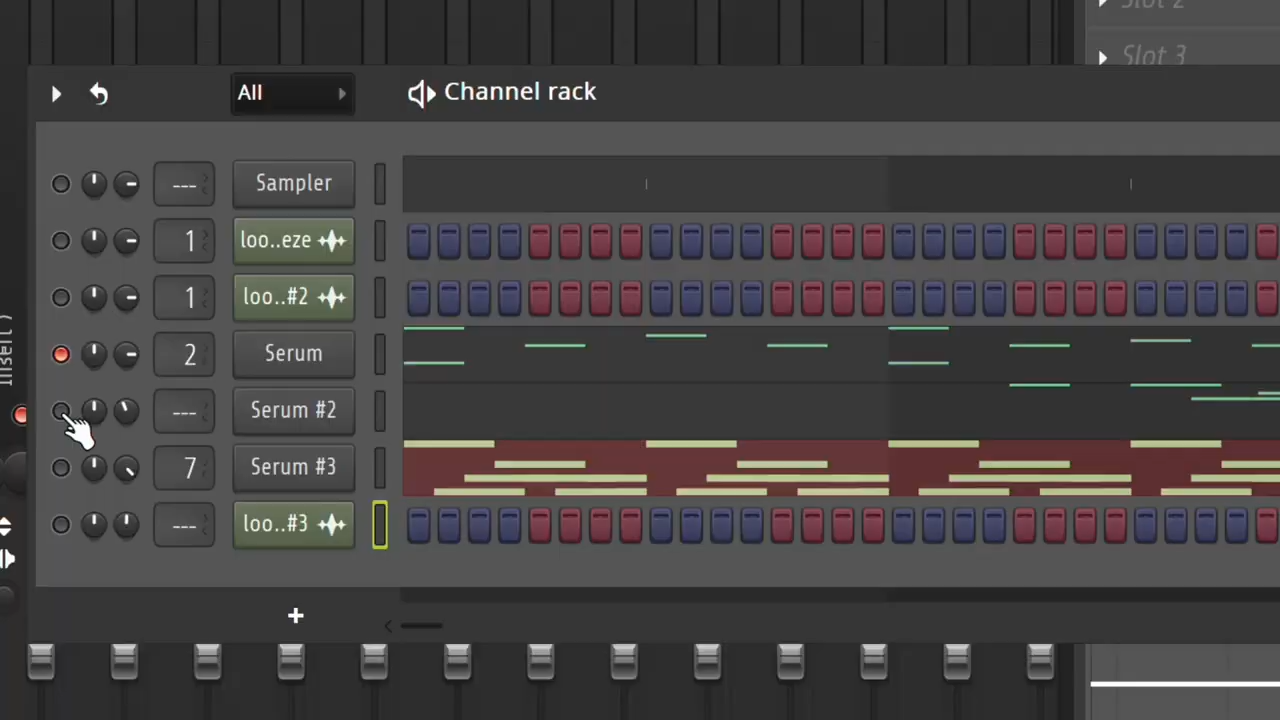 Slot 2
Slot 3
All
Channel rack
---
Sampler
1
loo..eze
1
loo..#2
2
Serum
---
Serum #2
7
Serum #3
---
loo..#3
+
Insert )